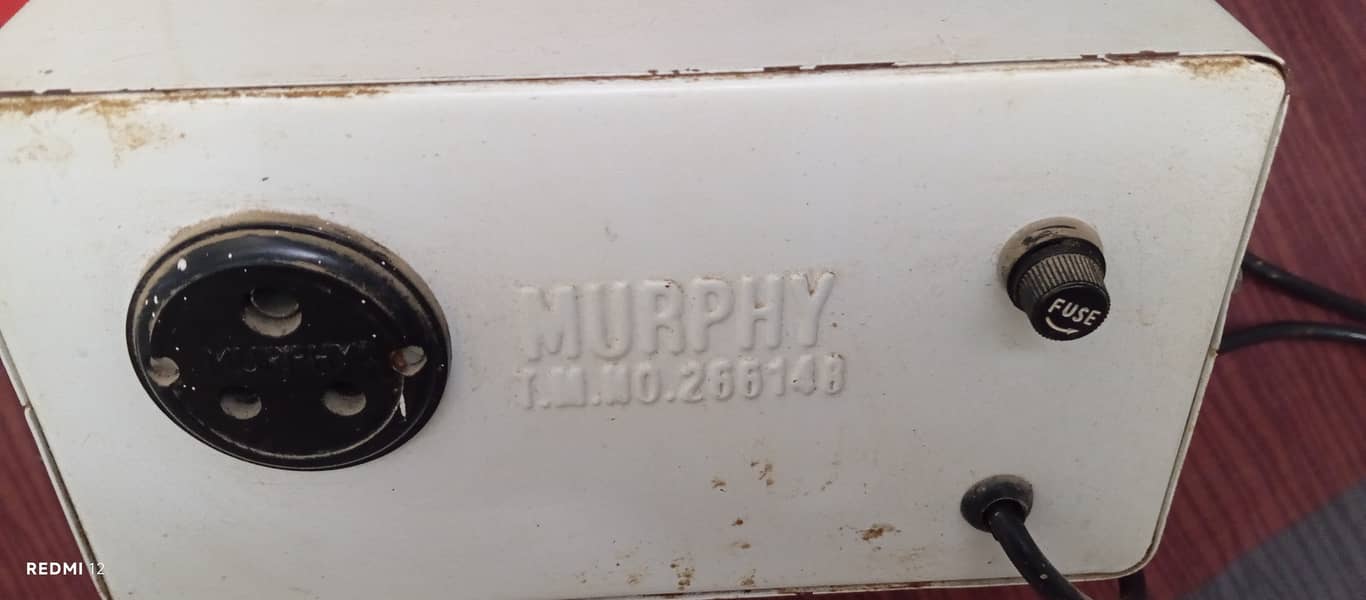 MURPHY
T.M.NO.266148
MURPHY
FUSE
REDMI 12